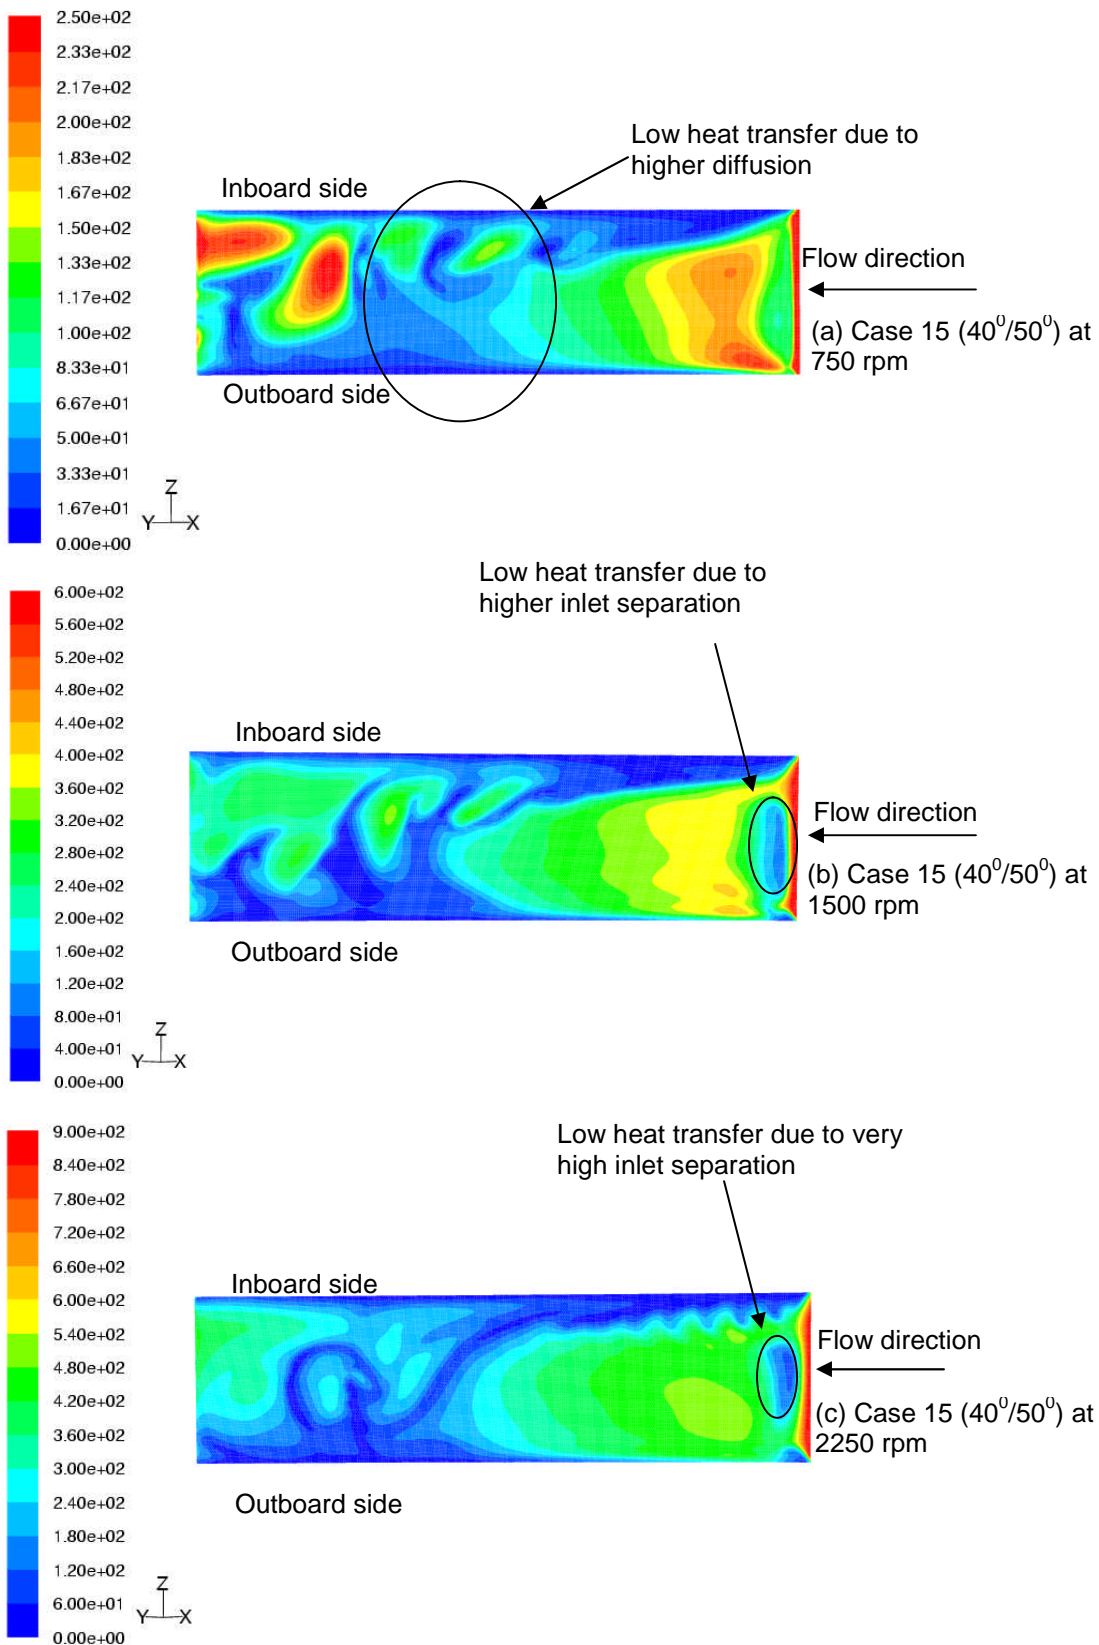 2.50e+02
2.33e+02
2.17e+02
2.00e+02
1.83e+02
1.67e+02
1.50e+02
1.33e+02
1.17e+02
1.00e+02
8.33e+01
6.67e+01
5.00e+01
3.33e+01
1.67e+01
0.00e+00
Z
Y X
Low heat transfer due to
higher diffusion
Inboard side
Flow direction
(a) Case 15 (40⁰/50⁰) at
750 rpm
Outboard side
6.00e+02
5.60e+02
5.20e+02
4.80e+02
4.40e+02
4.00e+02
3.60e+02
3.20e+02
2.80e+02
2.40e+02
2.00e+02
1.60e+02
1.20e+02
8.00e+01
4.00e+01
0.00e+00
Z
Y X
Low heat transfer due to
higher inlet separation
Inboard side
Flow direction
(b) Case 15 (40⁰/50⁰) at
1500 rpm
Outboard side
9.00e+02
8.40e+02
7.80e+02
7.20e+02
6.60e+02
6.00e+02
5.40e+02
4.80e+02
4.20e+02
3.60e+02
3.00e+02
2.40e+02
1.80e+02
1.20e+02
6.00e+01
0.00e+00
Z
Y X
Low heat transfer due to very
high inlet separation
Inboard side
Flow direction
(c) Case 15 (40⁰/50⁰) at
2250 rpm
Outboard side